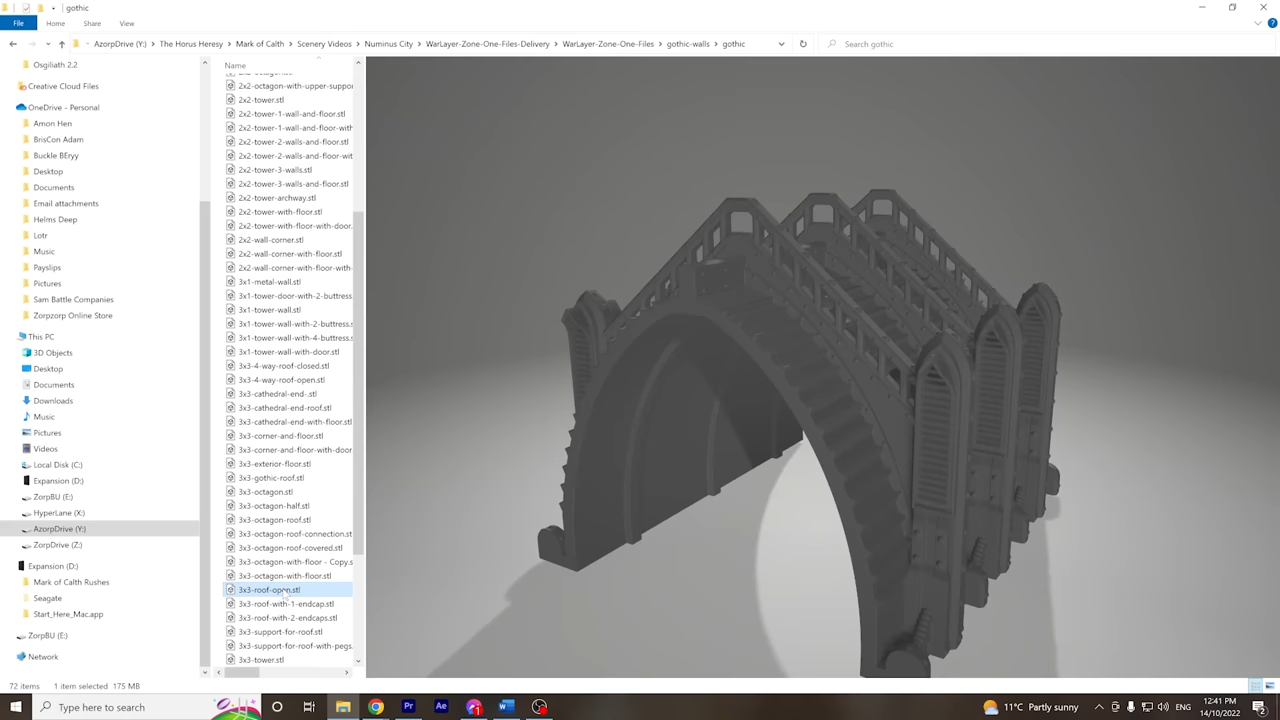 gothic
File Home Share View
AzorpDrive (Y:) The Horus Heresy Mark of Calth Scenery Videos Numinus City WarLayer-Zone-One-Files-Delivery WarLayer-Zone-One-Files gothic-walls gothic Search gothic
Osgiliath 2.2
Creative Cloud Files
OneDrive - Personal
Amon Hen
BrisCon Adam
Buckle BEryy
Desktop
Documents
Email attachments
Helms Deep
Lotr
Music
Payslips
Pictures
Sam Battle Companies
Zorpzorp Online Store
This PC
3D Objects
Desktop
Documents
Downloads
Music
Pictures
Videos
Local Disk (C:)
Expansion (D:)
ZorpBU (E:)
HyperLane (X:)
AzorpDrive (Y:)
ZorpDrive (Z:)
Expansion (D:)
Mark of Calth Rushes
Seagate
Start_Here_Mac.app
ZorpBU (E:)
Network
Name
2x2-octagon.stl
2x2-octagon-with-upper-suppor
2x2-tower.stl
2x2-tower-1-wall-and-floor.stl
2x2-tower-1-wall-and-floor-with
2x2-tower-2-walls-and-floor.stl
2x2-tower-2-walls-and-floor-wit
2x2-tower-3-walls.stl
2x2-tower-3-walls-and-floor.stl
2x2-tower-archway.stl
2x2-tower-with-floor.stl
2x2-tower-with-floor-with-door.
2x2-wall-corner.stl
2x2-wall-corner-with-floor.stl
2x2-wall-corner-with-floor-with-
3x1-metal-wall.stl
3x1-tower-door-with-2-buttress.
3x1-tower-wall.stl
3x1-tower-wall-with-2-buttress.s
3x1-tower-wall-with-4-buttress.s
3x1-tower-wall-with-door.stl
3x3-4-way-roof-closed.stl
3x3-4-way-roof-open.stl
3x3-cathedral-end-.stl
3x3-cathedral-end-roof.stl
3x3-cathedral-end-with-floor.stl
3x3-corner-and-floor.stl
3x3-corner-and-floor-with-door
3x3-exterior-floor.stl
3x3-gothic-roof.stl
3x3-octagon.stl
3x3-octagon-half.stl
3x3-octagon-roof.stl
3x3-octagon-roof-connection.st
3x3-octagon-roof-covered.stl
3x3-octagon-with-floor - Copy.s
3x3-octagon-with-floor.stl
3x3-roof-open.stl
3x3-roof-with-1-endcap.stl
3x3-roof-with-2-endcaps.stl
3x3-support-for-roof.stl
3x3-support-for-roof-with-pegs.
3x3-tower.stl
72 items 1 item selected 175 MB
Type here to search 11°C Partly sunny ENG 12:41 PM
14/10/2022